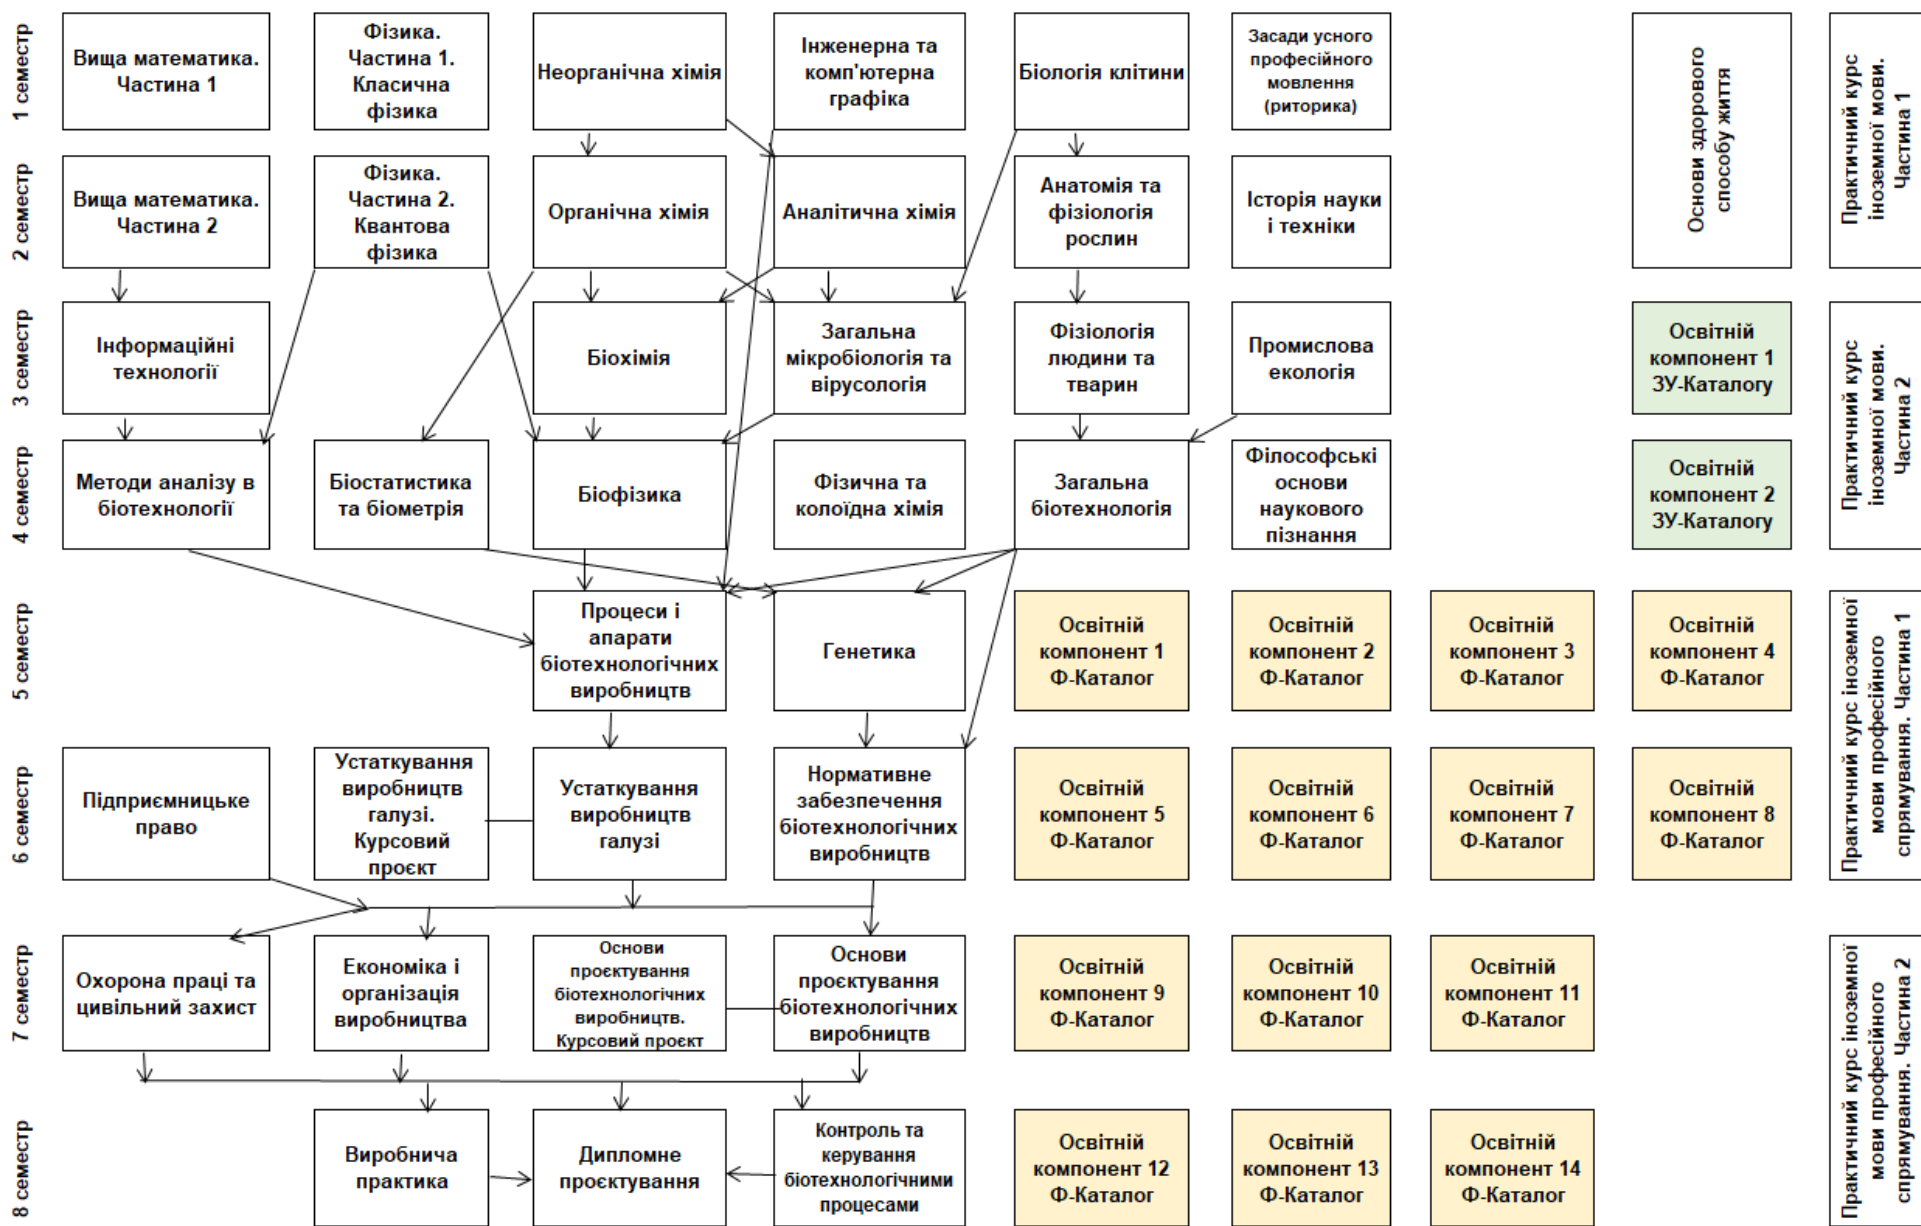 1 семестр
Вища математика.
Частина 1
Фізика.
Частина 1.
Класична
фізика
Неорганічна хімія
Інженерна та
комп'ютерна
графіка
Біологія клітини
Засади усного
професійного
мовлення
(риторика)
Основи здорового
способу життя
Практичний курс
іноземної мови.
Частина 1
2 семестр
Вища математика.
Частина 2
Фізика.
Частина 2.
Квантова
фізика
Органічна хімія
Аналітична хімія
Анатомія та
фізіологія
рослин
Історія науки
і техніки
3 семестр
Інформаційні
технології
Біохімія
Загальна
мікробіологія та
вірусологія
Фізіологія
людини та
тварин
Промислова
екологія
Освітній
компонент 1
ЗУ-Каталогу
Практичний курс
іноземної мови.
Частина 2
4 семестр
Методи аналізу в
біотехнології
Біостатистика
та біометрія
Біофізика
Фізична та
колоїдна хімія
Загальна
біотехнологія
Філософські
основи
наукового
пізнання
Освітній
компонент 2
ЗУ-Каталогу
5 семестр
Процеси і
апарати
біотехнологічних
виробництв
Генетика
Освітній
компонент 1
Ф-Каталог
Освітній
компонент 2
Ф-Каталог
Освітній
компонент 3
Ф-Каталог
Освітній
компонент 4
Ф-Каталог
Практичний курс іноземної
мови професійного
спрямування. Частина 1
6 семестр
Підприємницьке
право
Устаткування
виробництв
галузі.
Курсовий
проєкт
Устаткування
виробництв
галузі
Нормативне
забезпечення
біотехнологічних
виробництв
Освітній
компонент 5
Ф-Каталог
Освітній
компонент 6
Ф-Каталог
Освітній
компонент 7
Ф-Каталог
Освітній
компонент 8
Ф-Каталог
7 семестр
Охорона праці та
цивільний захист
Економіка і
організація
виробництва
Основи
проєктування
біотехнологічних
виробництв.
Курсовий проєкт
Основи
проєктування
біотехнологічних
виробництв
Освітній
компонент 9
Ф-Каталог
Освітній
компонент 10
Ф-Каталог
Освітній
компонент 11
Ф-Каталог
Практичний курс іноземної
мови професійного
спрямування. Частина 2
8 семестр
Виробнича
практика
Дипломне
проєктування
Контроль та
керування
біотехнологічними
процесами
Освітній
компонент 12
Ф-Каталог
Освітній
компонент 13
Ф-Каталог
Освітній
компонент 14
Ф-Каталог